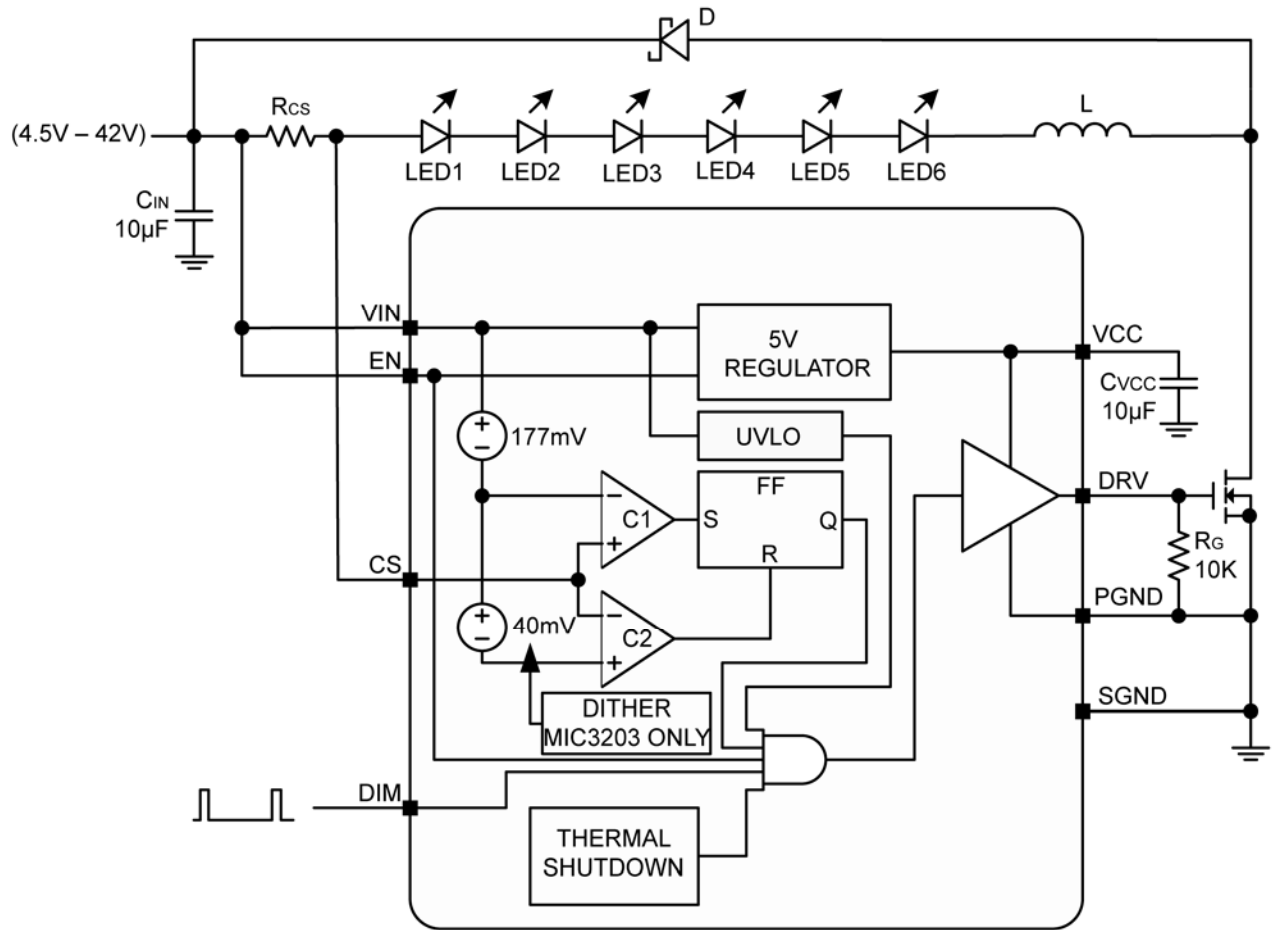 D
RCS
L
(4.5V – 42V)
LED1
LED2
LED3
LED4
LED5
LED6
CIN
10µF
VIN
5V
REGULATOR
VCC
EN
CVCC
10µF
+
−
177mV
UVLO
FF
DRV
−
C1
+
S
Q
R
RG
10K
CS
PGND
+
−
40mV
−
C2
+
DITHER
MIC3203 ONLY
SGND
DIM
THERMAL
SHUTDOWN